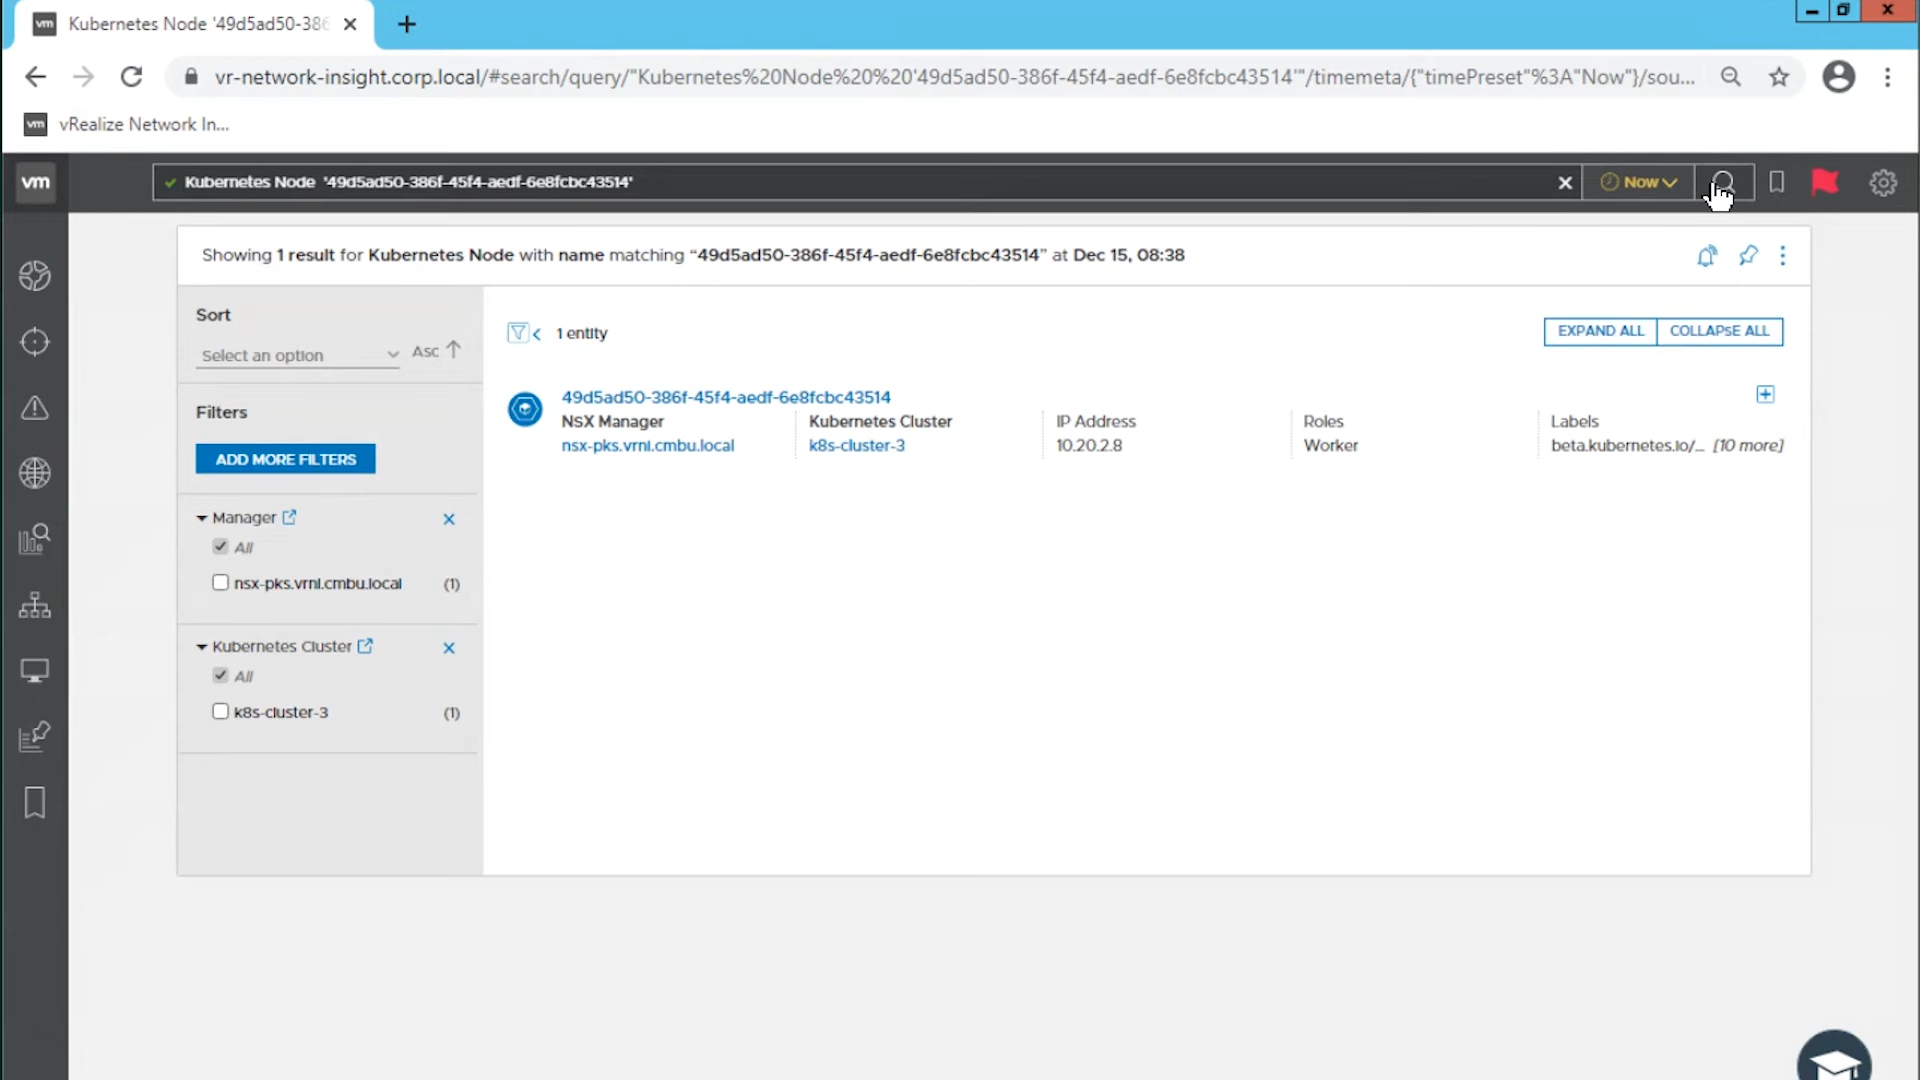 vm Kubernetes Node '49d5ad50-386
vr-network-insight.corp.local/#search/query/"Kubernetes%20Node%20%20'49d5ad50-386f-45f4-aedf-6e8fcbc43514'"/timemeta/{"timePreset"%3A"Now"}/sou...
vm vRealize Network In...
vm
Kubernetes Node '49d5ad50-386f-45f4-aedf-6e8fcbc43514'
Now
Showing 1 result for Kubernetes Node with name matching “49d5ad50-386f-45f4-aedf-6e8fcbc43514” at Dec 15, 08:38
Sort
Select an option
Asc
Filters
ADD MORE FILTERS
Manager
All
nsx-pks.vrni.cmbu.local (1)
Kubernetes Cluster
All
k8s-cluster-3 (1)
1 entity
EXPAND ALL COLLAPSE ALL
49d5ad50-386f-45f4-aedf-6e8fcbc43514
NSX Manager Kubernetes Cluster IP Address Roles Labels
nsx-pks.vrni.cmbu.local k8s-cluster-3 10.20.2.8 Worker beta.kubernetes.io/... [10 more]